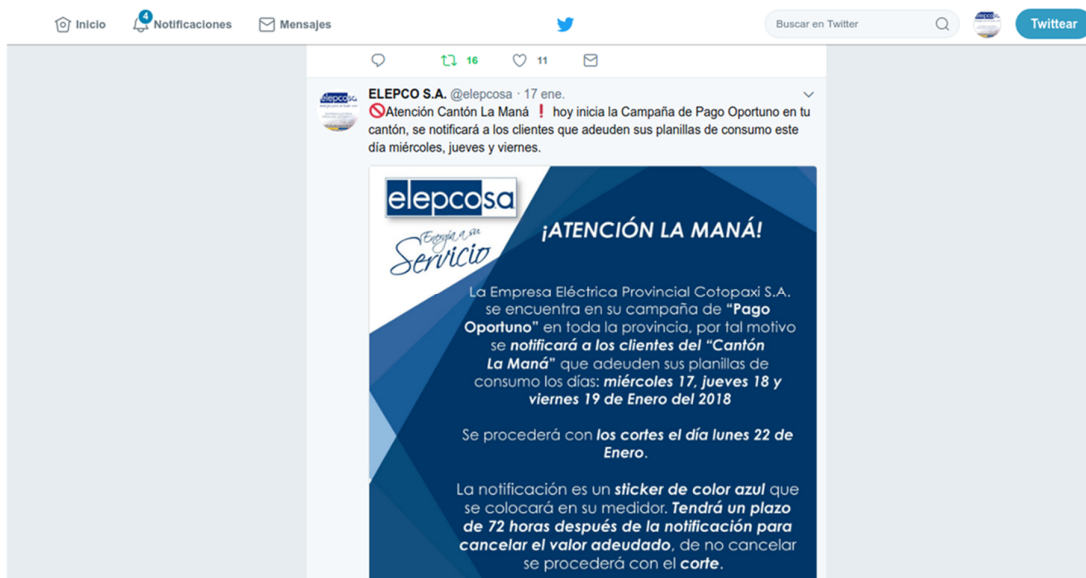 Inicio
4
Notificaciones
Mensajes
Buscar en Twitter
Twittear
16
11
ELEPCO S.A. @elepcosa · 17 ene.
🚫Atención Cantón La Maná ❗ hoy inicia la Campaña de Pago Oportuno en tu
cantón, se notificará a los clientes que adeuden sus planillas de consumo este
día miércoles, jueves y viernes.
elepcosa
Energía a su
Servicio
¡ATENCIÓN LA MANÁ!
La Empresa Eléctrica Provincial Cotopaxi S.A.
se encuentra en su campaña de “Pago
Oportuno” en toda la provincia, por tal motivo
se notificará a los clientes del “Cantón
La Maná” que adeuden sus planillas de
consumo los días: miércoles 17, jueves 18 y
viernes 19 de Enero del 2018
Se procederá con los cortes el día lunes 22 de
Enero.
La notificación es un sticker de color azul que
se colocará en su medidor. Tendrá un plazo
de 72 horas después de la notificación para
cancelar el valor adeudado, de no cancelar
se procederá con el corte.